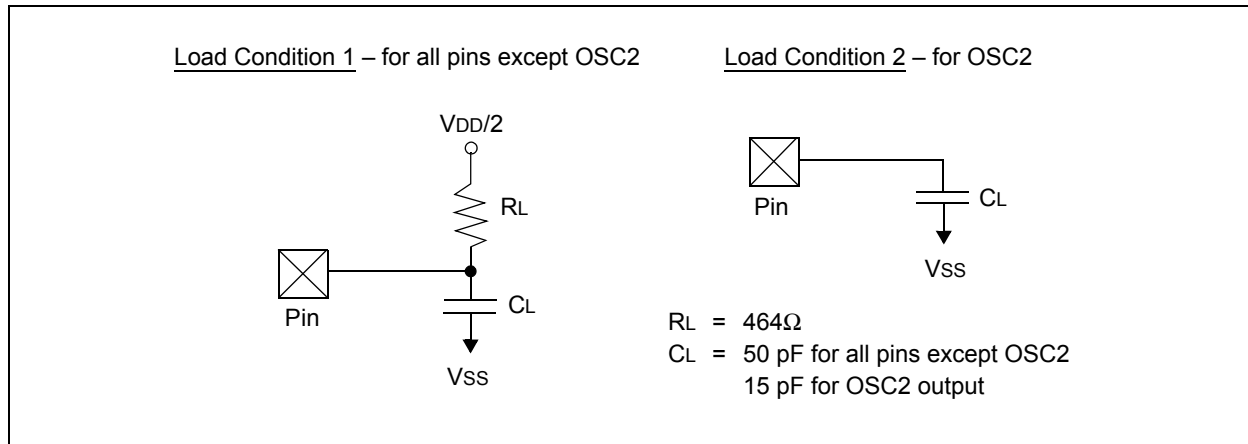 Load Condition 1 – for all pins except OSC2
VDD/2
RL
Pin
CL
VSS
Load Condition 2 – for OSC2
Pin
CL
VSS
RL = 464Ω
CL = 50 pF for all pins except OSC2
15 pF for OSC2 output